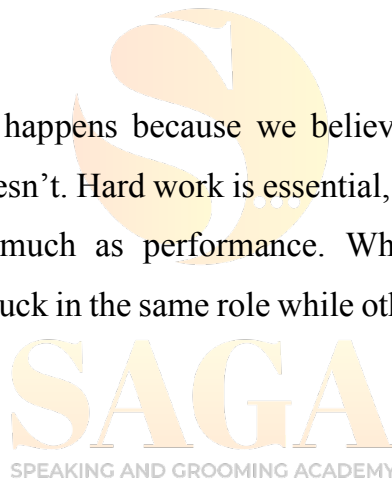 happens because we believ
esn't. Hard work is essential,
much as performance. Wh
uck in the same role while oth
SAGA
SPEAKING AND GROOMING ACADEMY